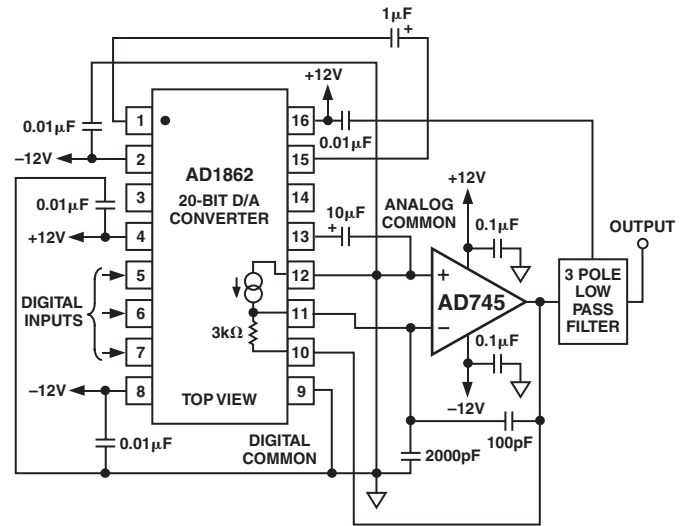 1µF
+
+12V
0.01µF
1
16
0.01µF
–12V
2
15
AD1862
20-BIT D/A
CONVERTER
+12V
3
14
0.01µF
10µF
+
ANALOG
COMMON
0.1µF
OUTPUT
+12V
4
13
5
12
+
AD745
–
3 POLE
LOW
PASS
FILTER
DIGITAL
INPUTS
6
11
3kΩ
7
10
0.1µF
–12V
8
9
TOP VIEW
–12V
0.01µF
DIGITAL
COMMON
2000pF
100pF